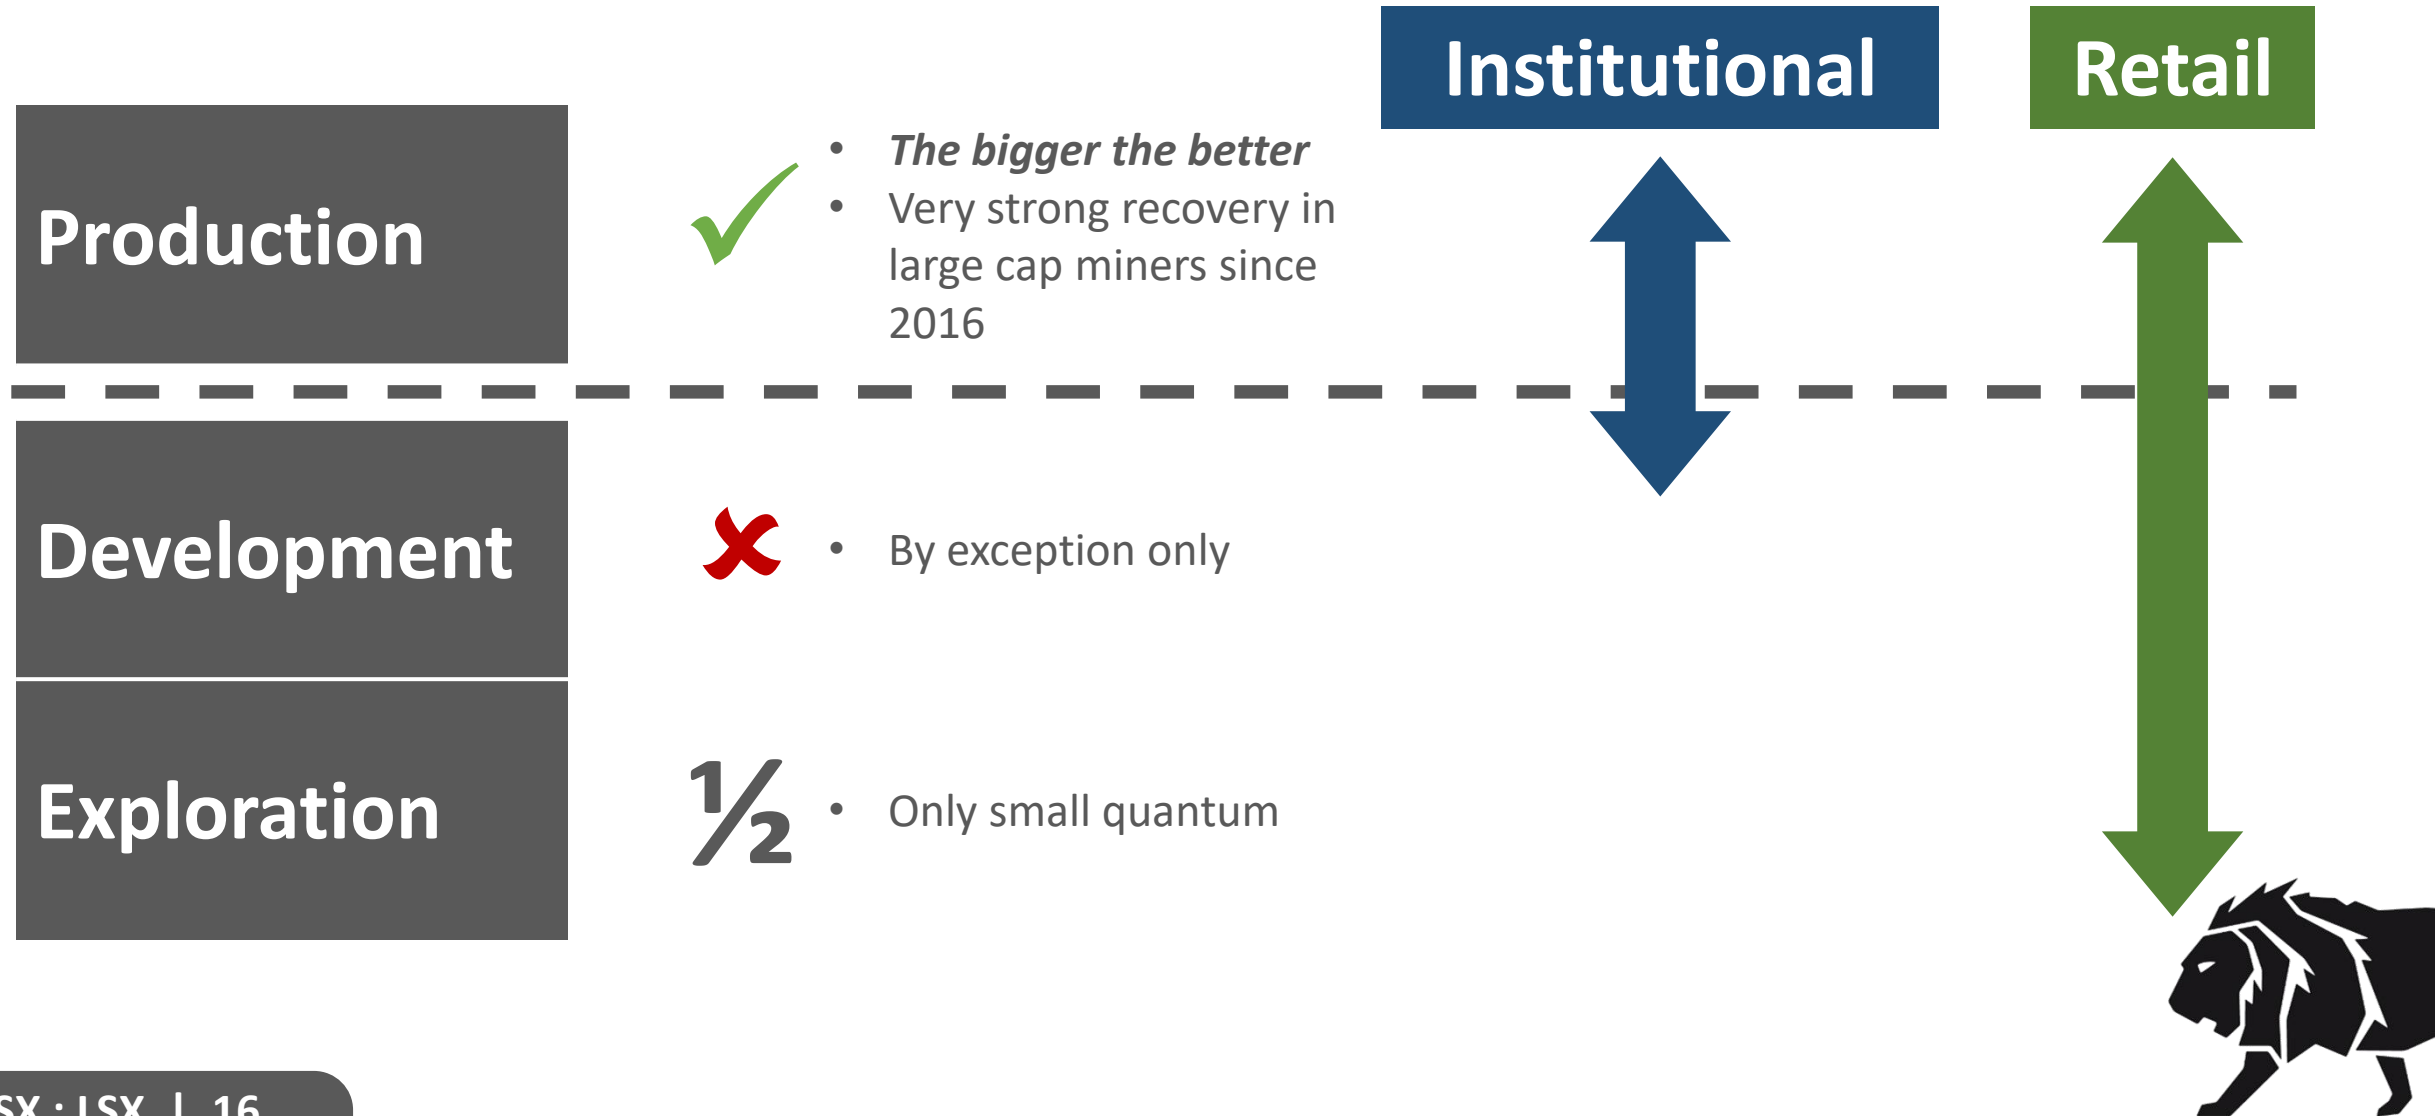 Institutional
Retail
Production
• The bigger the better
• Very strong recovery in
large cap miners since
2016
Development
• By exception only
Exploration
½
• Only small quantum
SX : LSX | 16